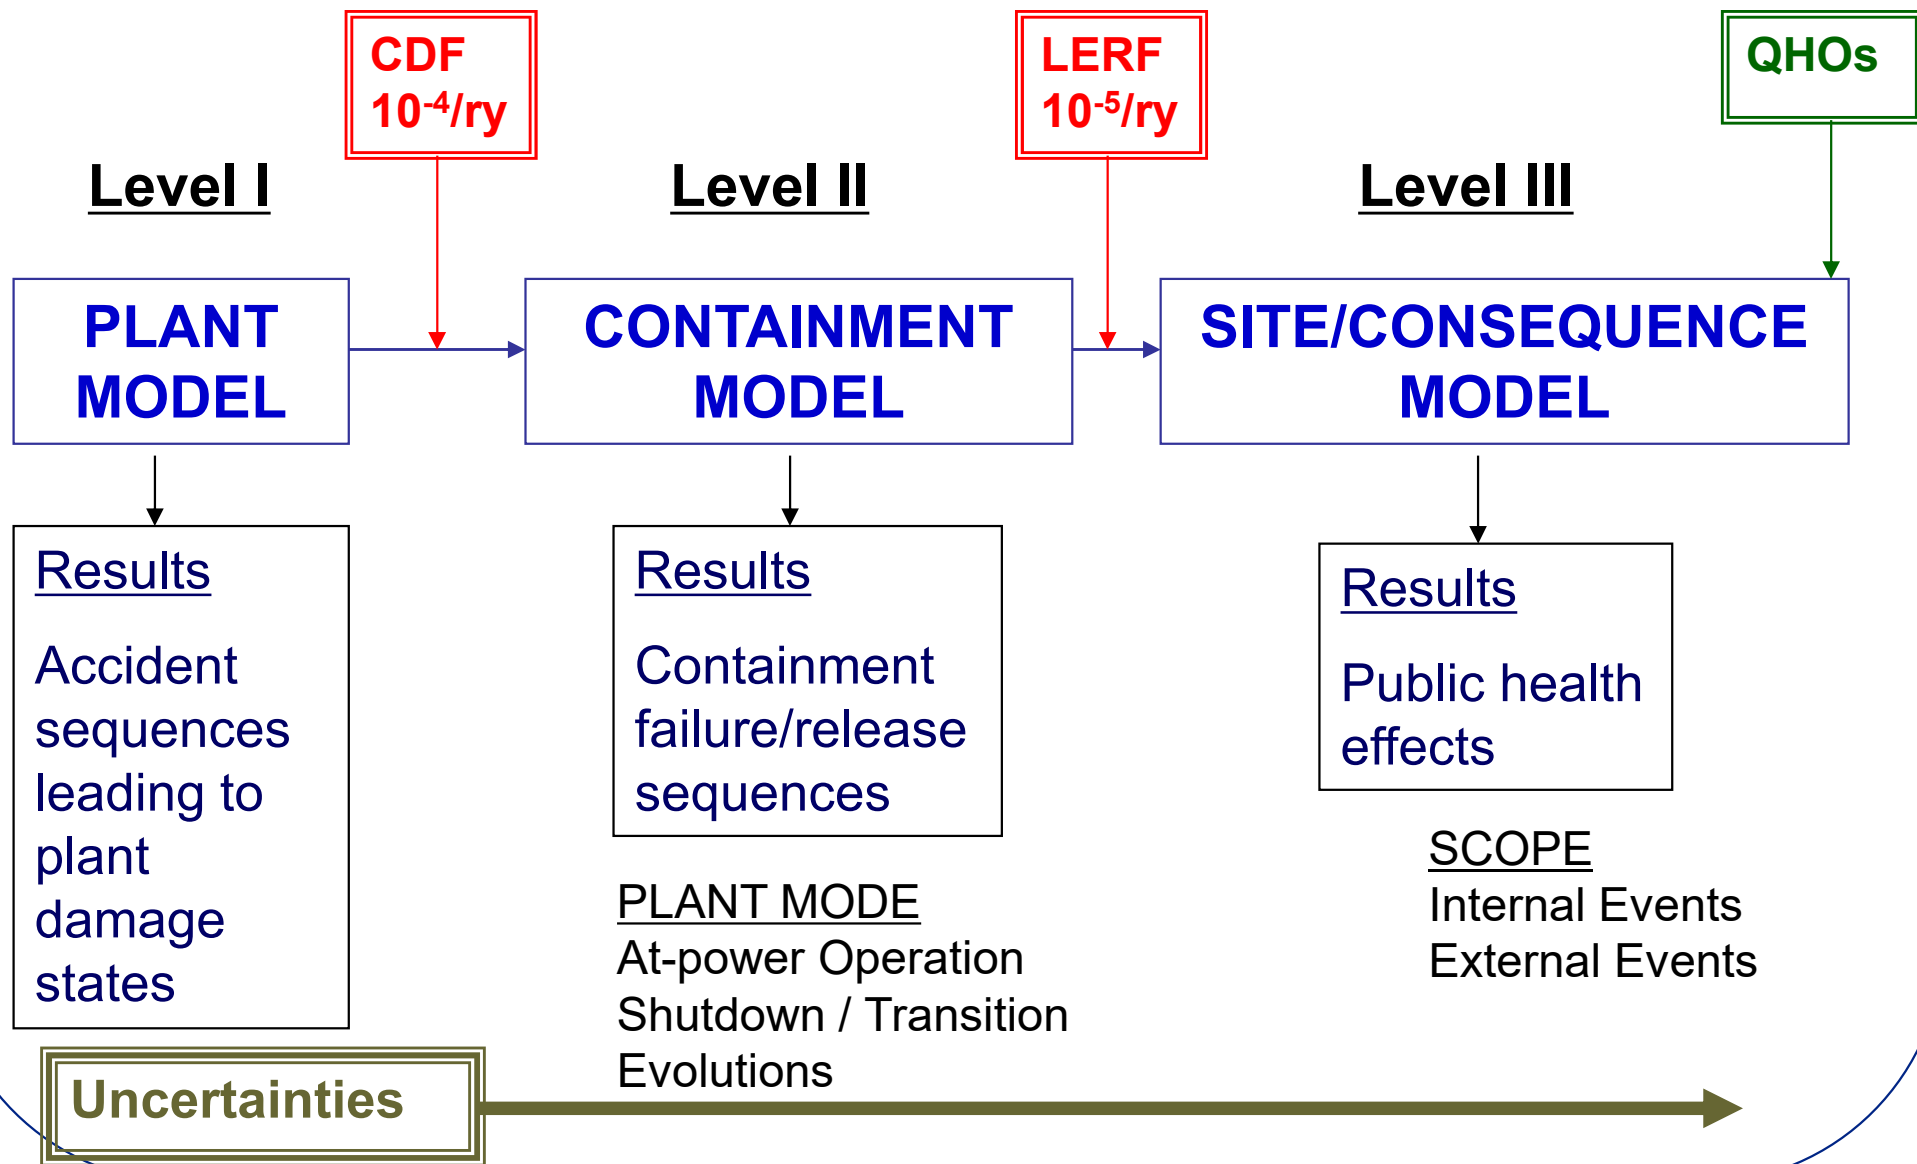 CDF
10⁻⁴/ry
LERF
10⁻⁵/ry
QHOs
Level I
Level II
Level III
PLANT
MODEL
CONTAINMENT
MODEL
SITE/CONSEQUENCE
MODEL
Results
Accident
sequences
leading to
plant
damage
states
Results
Containment
failure/release
sequences
Results
Public health
effects
PLANT MODE
At-power Operation
Shutdown / Transition
Evolutions
SCOPE
Internal Events
External Events
Uncertainties